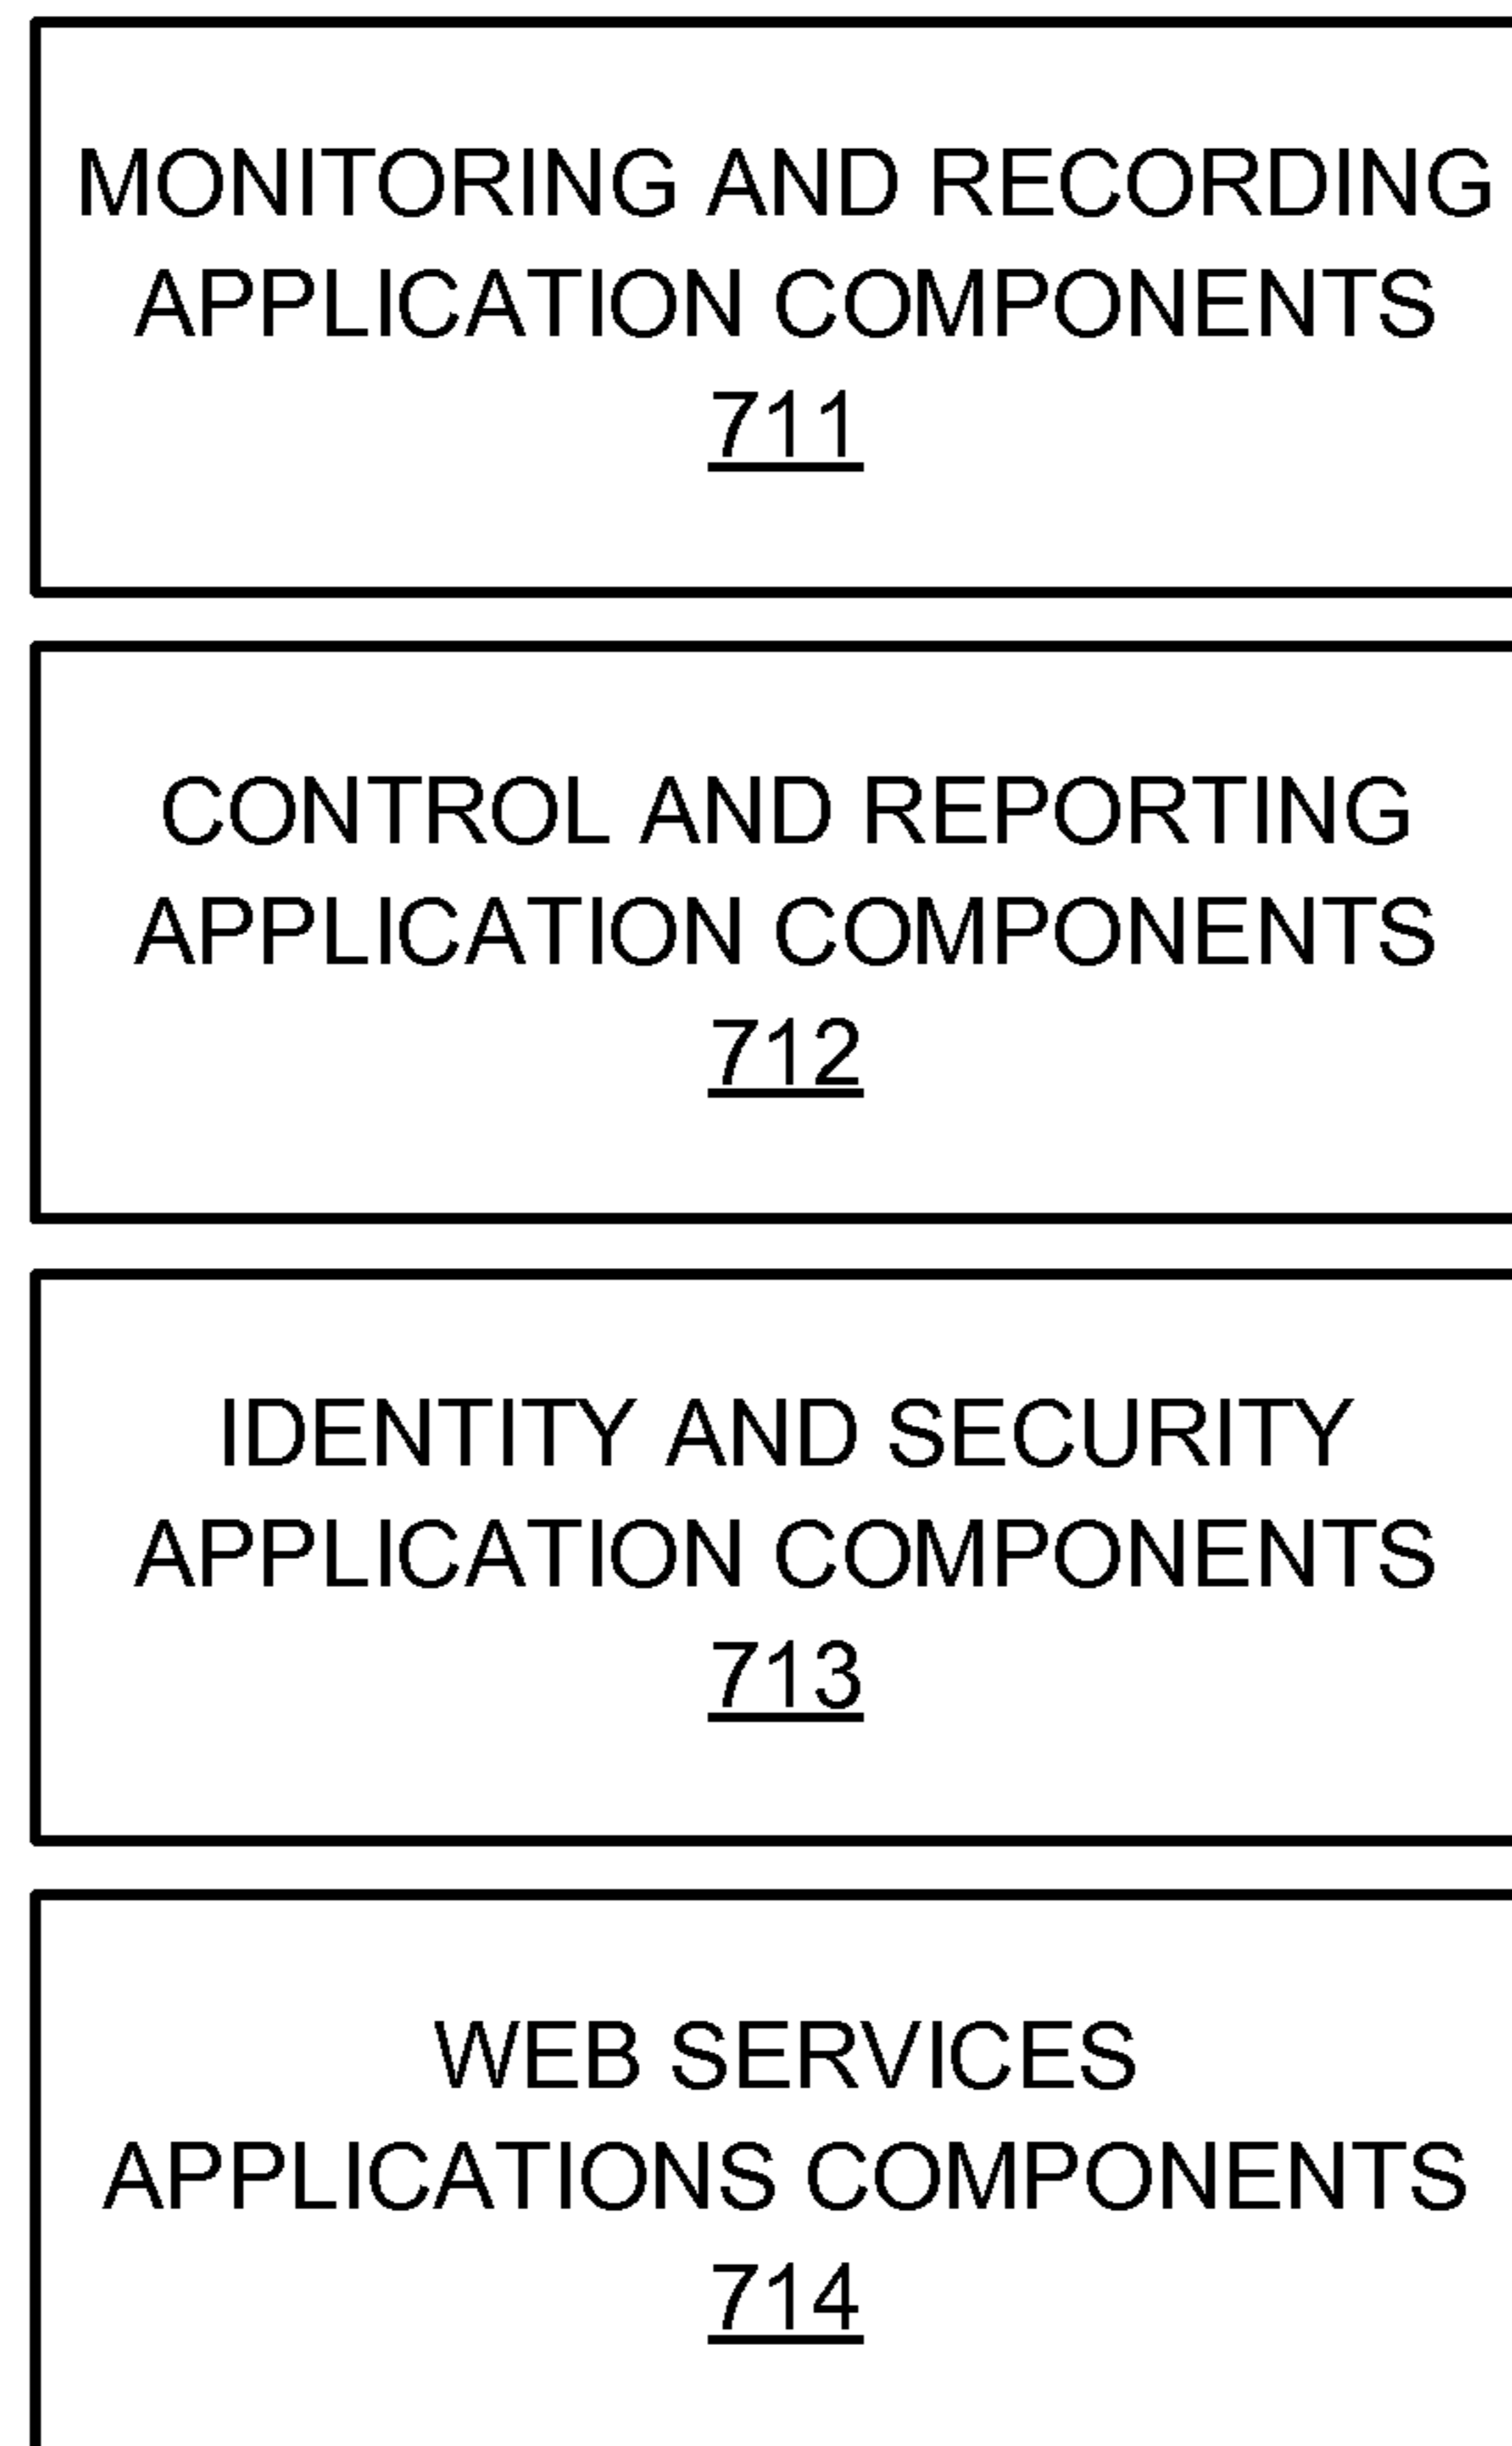 MONITORING AND RECORDING
APPLICATION COMPONENTS
711
CONTROL AND REPORTING
APPLICATION COMPONENTS
712
IDENTITY AND SECURITY
APPLICATION COMPONENTS
713
WEB SERVICES
APPLICATIONS COMPONENTS
714